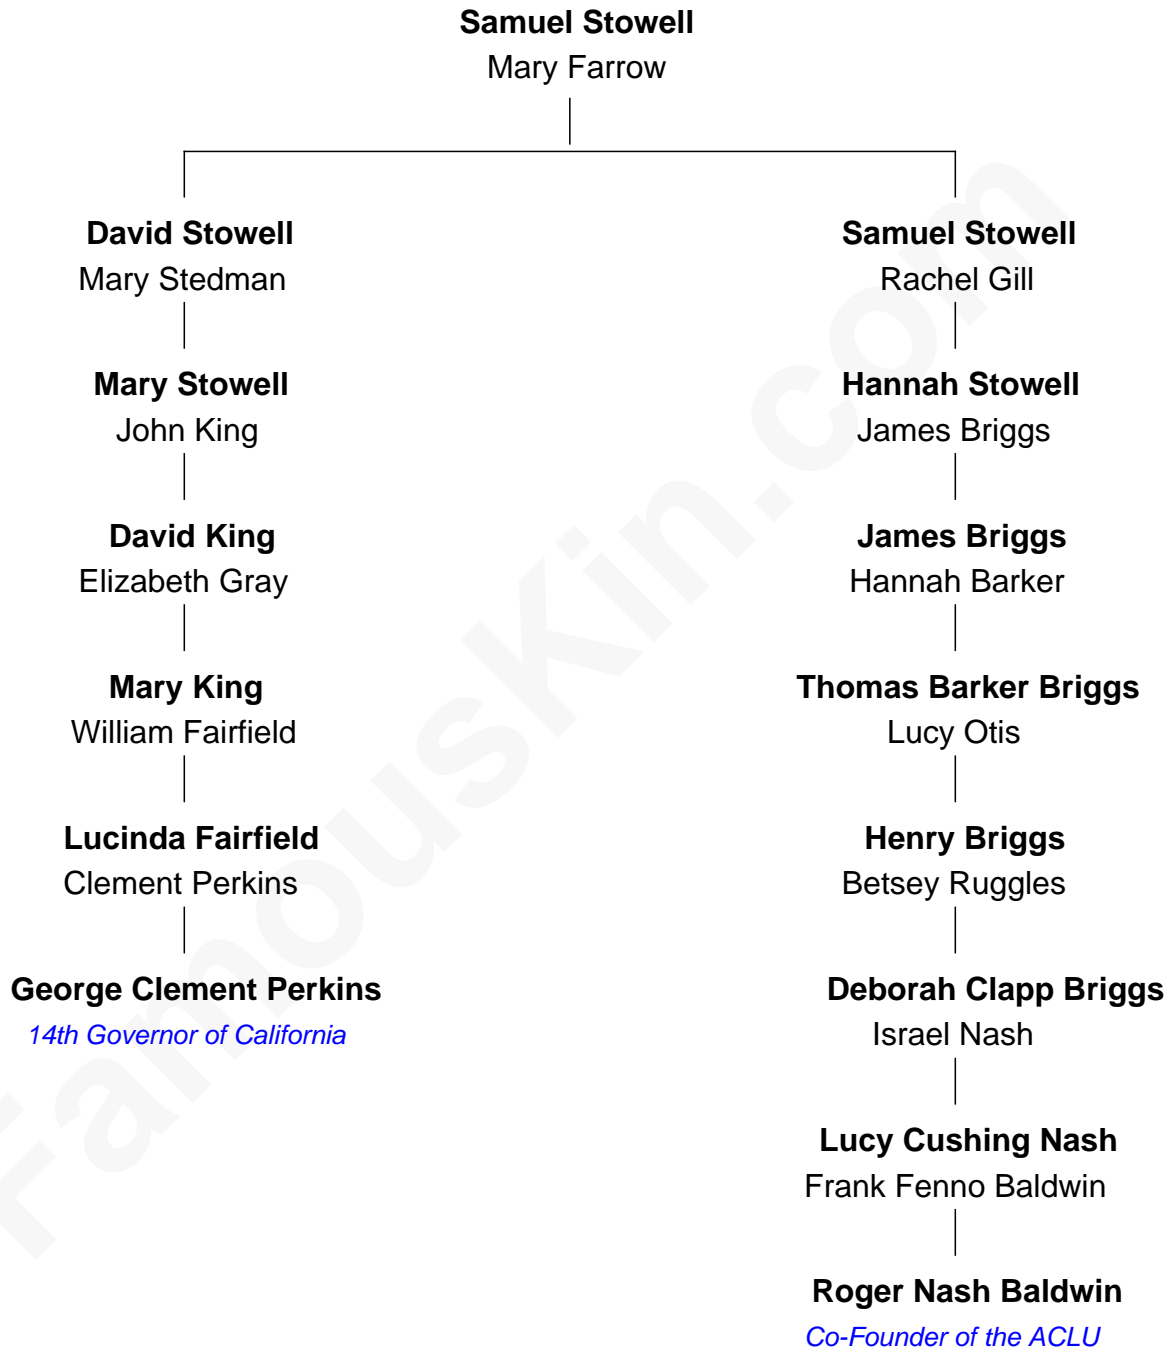 Samuel Stowell
Mary Farrow
David Stowell
Mary Stedman
Samuel Stowell
Rachel Gill
Mary Stowell
John King
Hannah Stowell
James Briggs
David King
Elizabeth Gray
James Briggs
Hannah Barker
Mary King
William Fairfield
Thomas Barker Briggs
Lucy Otis
Lucinda Fairfield
Clement Perkins
Henry Briggs
Betsey Ruggles
George Clement Perkins
14th Governor of California
Deborah Clapp Briggs
Israel Nash
Lucy Cushing Nash
Frank Fenno Baldwin
Roger Nash Baldwin
Co-Founder of the ACLU
FamousKin.com